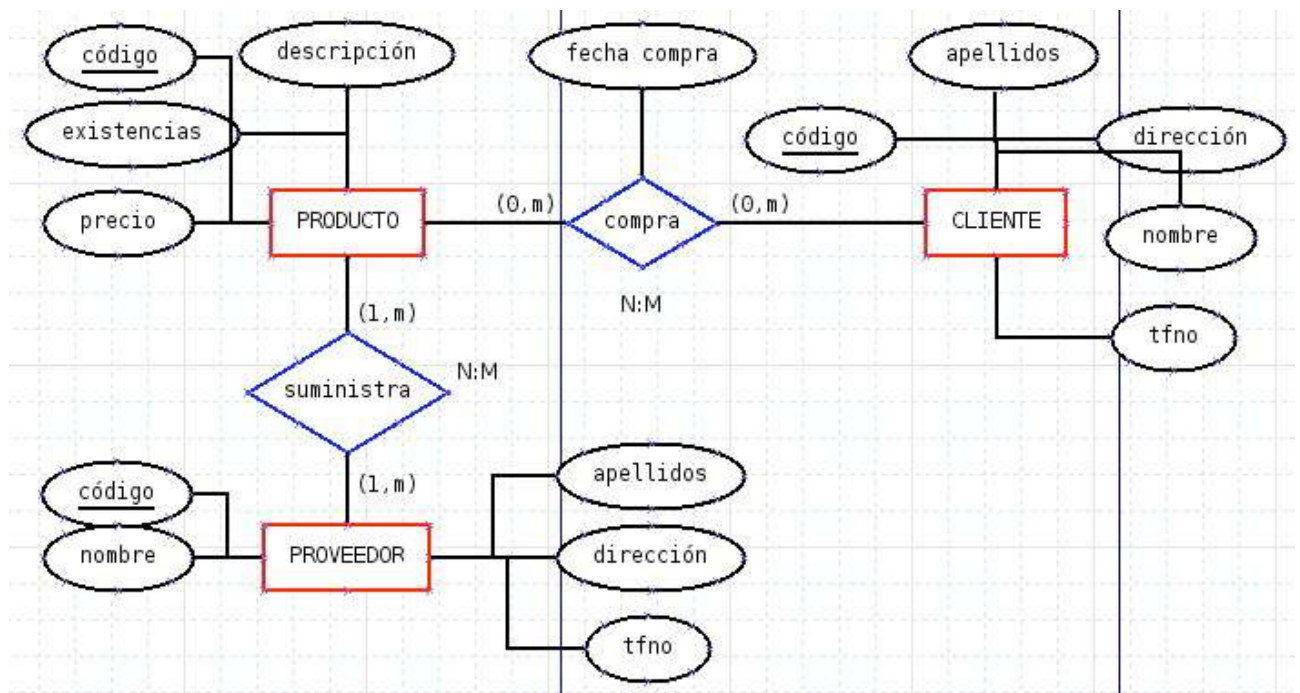 código
descripción
fecha compra
apellidos
existencias
código
dirección
precio
PRODUCTO
(0,m)
compra
(0,m)
CLIENTE
nombre
N:M
(1,m)
tfno
suministra
N:M
(1,m)
apellidos
código
nombre
PROVEEDOR
dirección
tfno